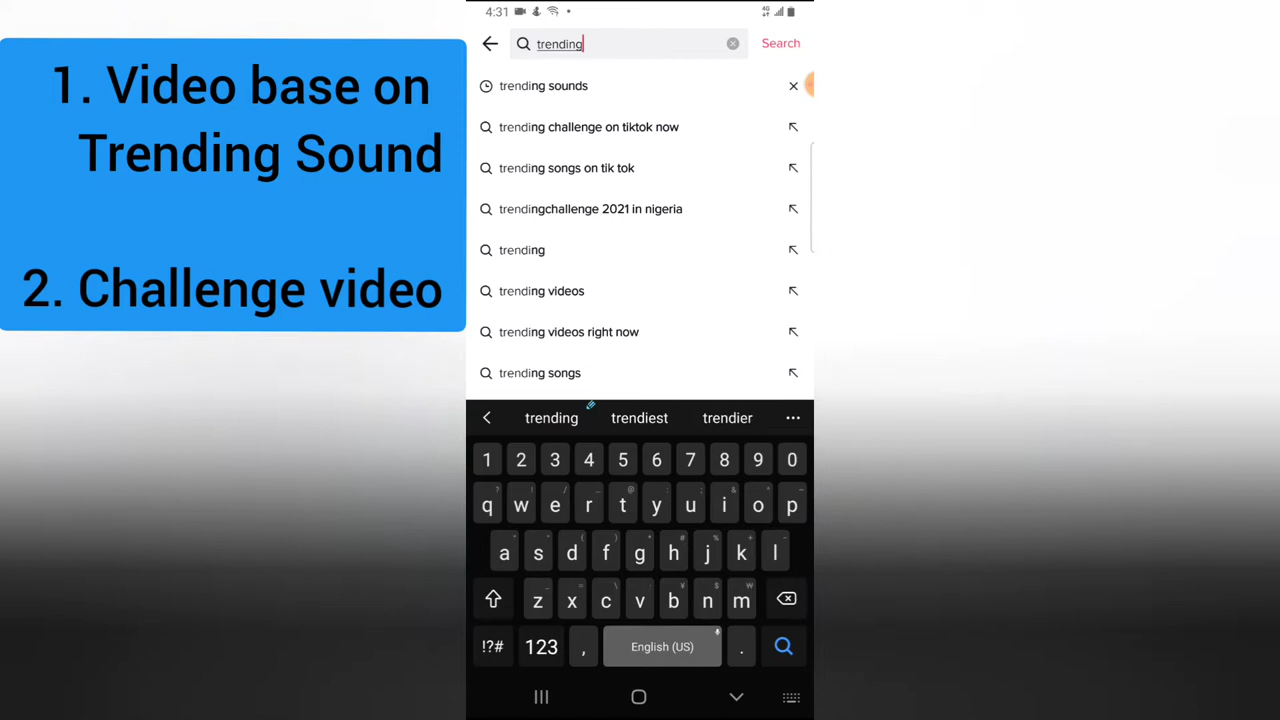 1. Video base on
Trending Sound
2. Challenge video
4:31
4G
trending
Search
trending sounds
trending challenge on tiktok now
trending songs on tik tok
trendingchallenge 2021 in nigeria
trending
trending videos
trending videos right now
trending songs
trending trendiest trendier
1 2 3 4 5 6 7 8 9 0
q w e r t y u i o p
a s d f g h j k l
z x c v b n m
!?# 123 , English (US) .